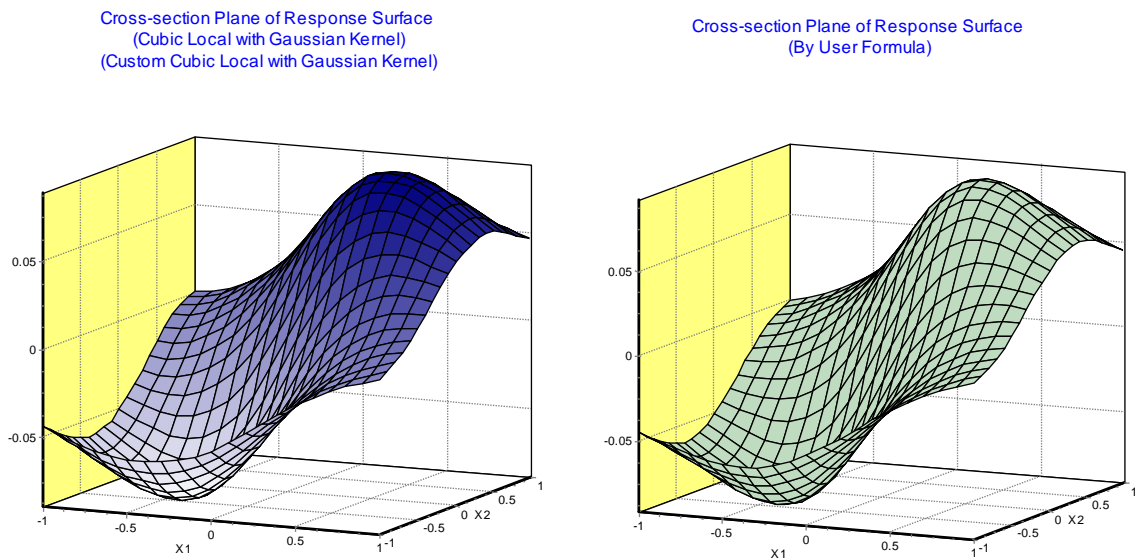 Cross-section Plane of Response Surface
(Cubic Local with Gaussian Kernel)
(Custom Cubic Local with Gaussian Kernel)
0.05
0
-0.05
-1
-0.5
0
0.5
1
X1
-1
-0.5
0
X2
0.5
1
Cross-section Plane of Response Surface
(By User Formula)
0.05
0
-0.05
-1
-0.5
0
0.5
1
X1
-1
-0.5
0
X2
0.5
1